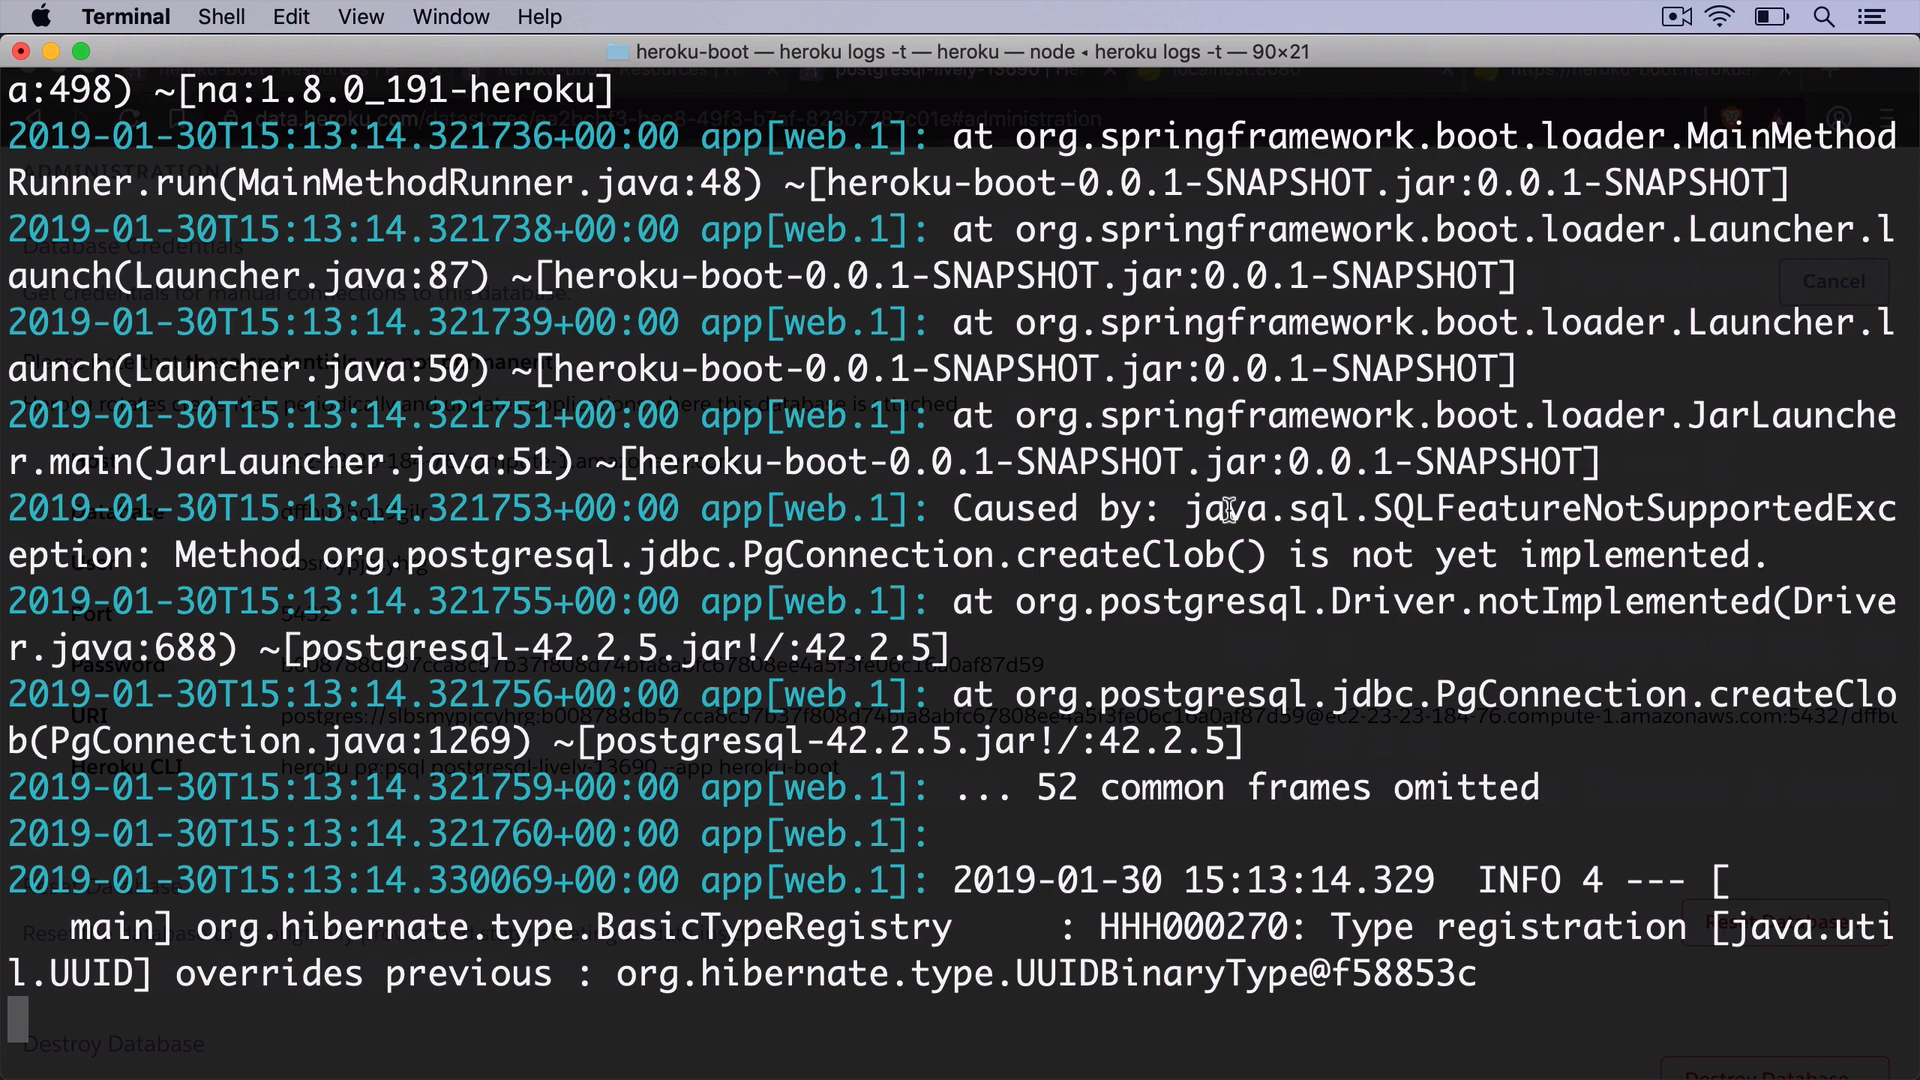 Terminal Shell Edit View Window Help
heroku-boot — heroku logs -t — heroku — node ◂ heroku logs -t — 90×21
a:498) ~[na:1.8.0_191-heroku]
2019-01-30T15:13:14.321736+00:00 app[web.1]: at org.springframework.boot.loader.MainMethod
Runner.run(MainMethodRunner.java:48) ~[heroku-boot-0.0.1-SNAPSHOT.jar:0.0.1-SNAPSHOT]
2019-01-30T15:13:14.321738+00:00 app[web.1]: at org.springframework.boot.loader.Launcher.l
aunch(Launcher.java:87) ~[heroku-boot-0.0.1-SNAPSHOT.jar:0.0.1-SNAPSHOT]
Cancel
2019-01-30T15:13:14.321739+00:00 app[web.1]: at org.springframework.boot.loader.Launcher.l
aunch(Launcher.java:50) ~[heroku-boot-0.0.1-SNAPSHOT.jar:0.0.1-SNAPSHOT]
2019-01-30T15:13:14.321751+00:00 app[web.1]: at org.springframework.boot.loader.JarLaunche
r.main(JarLauncher.java:51) ~[heroku-boot-0.0.1-SNAPSHOT.jar:0.0.1-SNAPSHOT]
2019-01-30T15:13:14.321753+00:00 app[web.1]: Caused by: java.sql.SQLFeatureNotSupportedExc
eption: Method org.postgresql.jdbc.PgConnection.createClob() is not yet implemented.
2019-01-30T15:13:14.321755+00:00 app[web.1]: at org.postgresql.Driver.notImplemented(Drive
r.java:688) ~[postgresql-42.2.5.jar!/:42.2.5]
2019-01-30T15:13:14.321756+00:00 app[web.1]: at org.postgresql.jdbc.PgConnection.createClo
b(PgConnection.java:1269) ~[postgresql-42.2.5.jar!/:42.2.5]
Heroku CLI heroku pg:psql postgresql-lively-13690 --app heroku-boot
2019-01-30T15:13:14.321759+00:00 app[web.1]: ... 52 common frames omitted
2019-01-30T15:13:14.321760+00:00 app[web.1]:
2019-01-30T15:13:14.330069+00:00 app[web.1]: 2019-01-30 15:13:14.329  INFO 4 --- [
   main] org.hibernate.type.BasicTypeRegistry     : HHH000270: Type registration [java.uti
l.UUID] overrides previous : org.hibernate.type.UUIDBinaryType@f58853c
Destroy Database